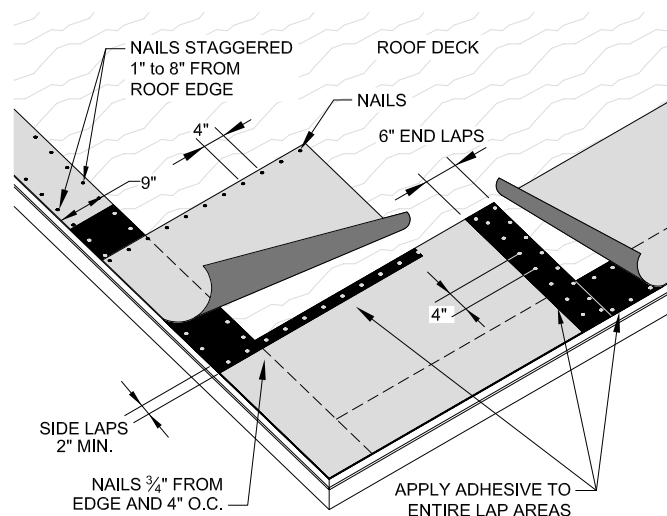 NAILS STAGGERED
1" to 8" FROM
ROOF EDGE
ROOF DECK
NAILS
4"
6" END LAPS
9"
4"
SIDE LAPS
2" MIN.
NAILS ¾" FROM
EDGE AND 4" O.C.
APPLY ADHESIVE TO
ENTIRE LAP AREAS